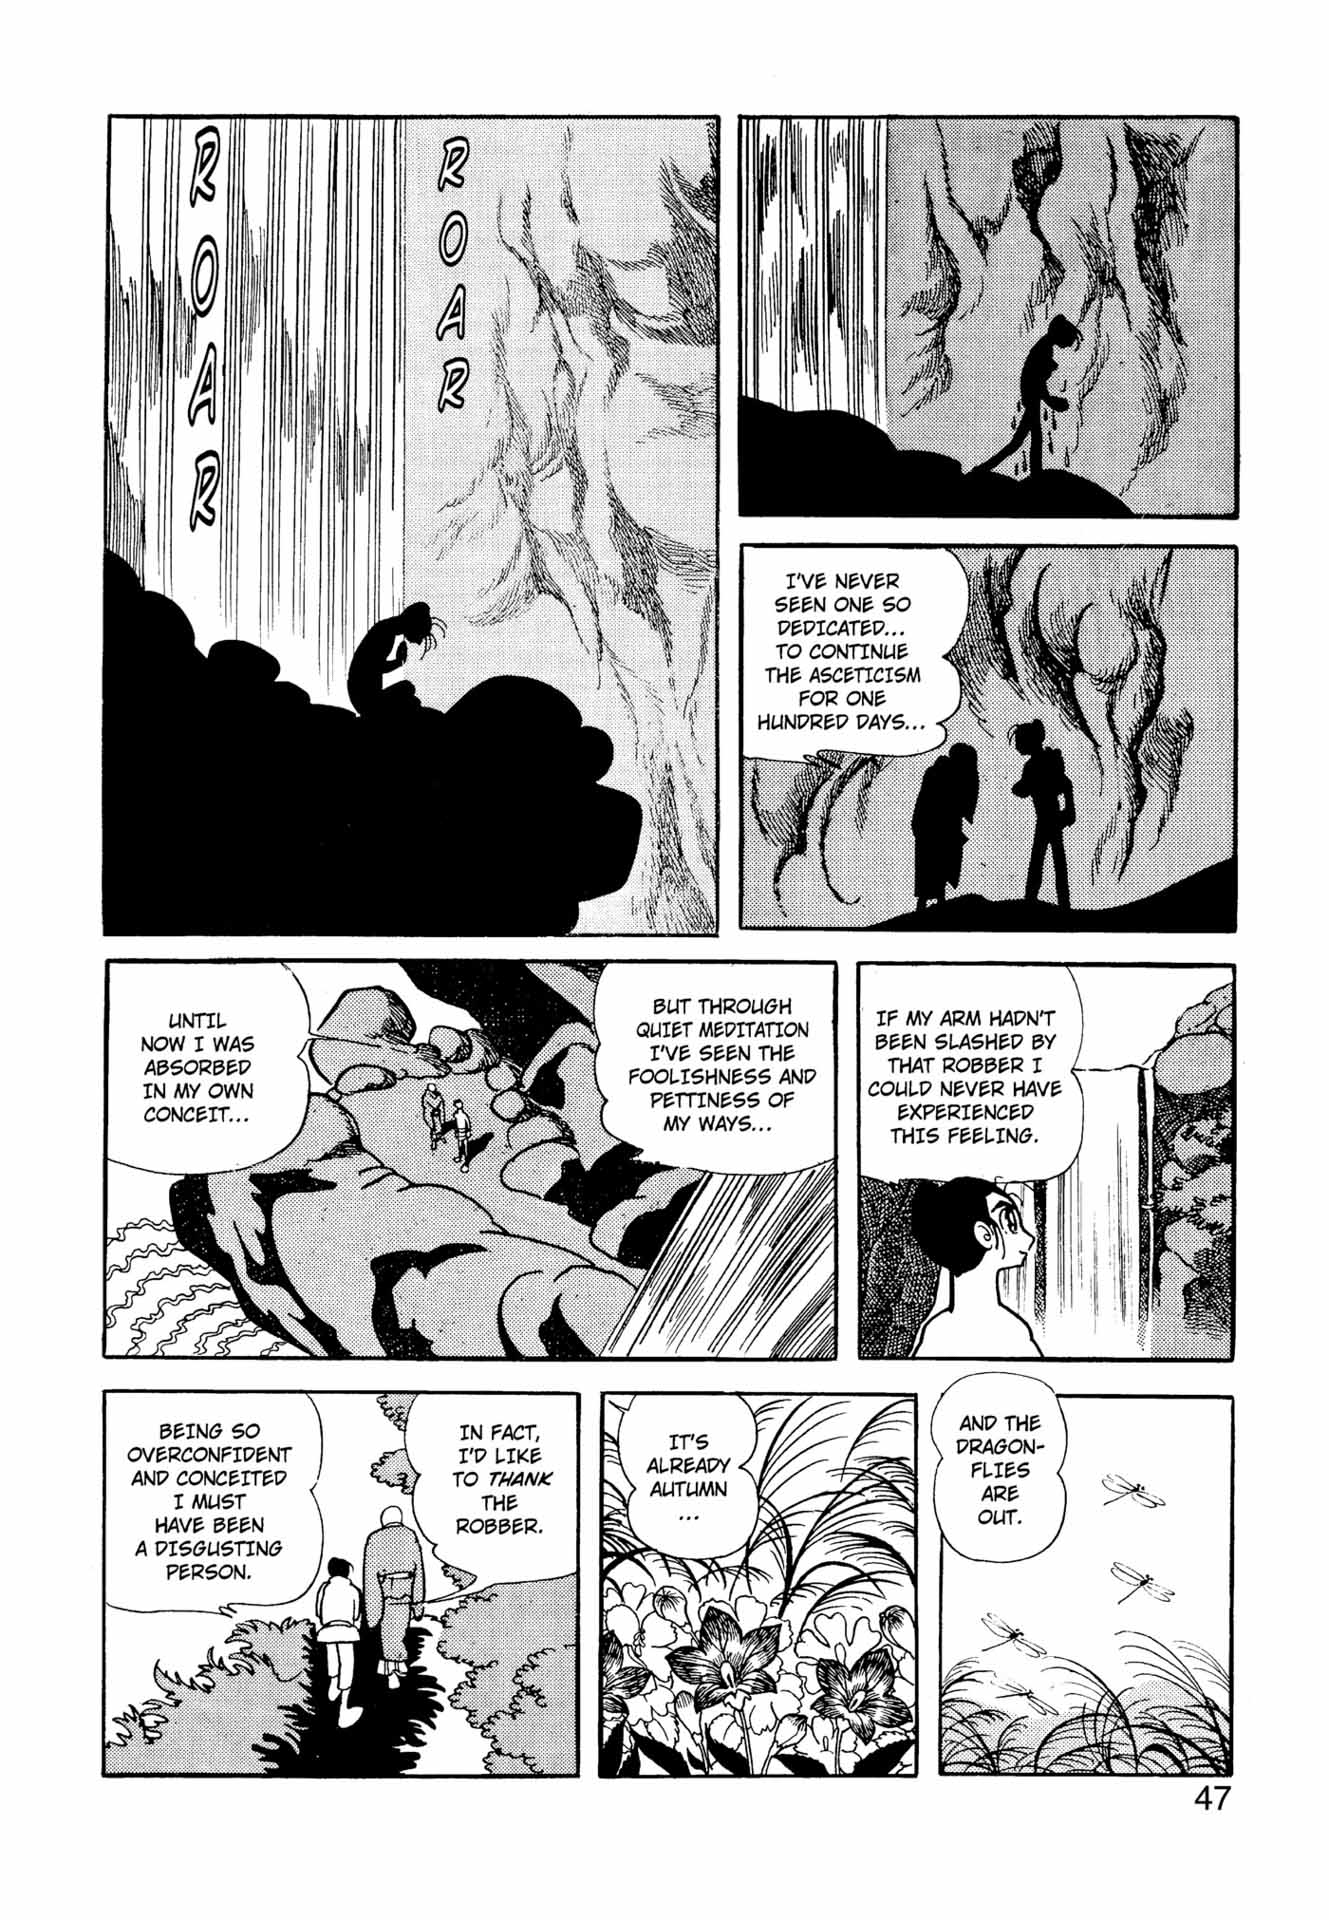 ROAR
ROAR
I'VE NEVER
SEEN ONE SO
DEDICATED...
TO CONTINUE
THE ASCETICISM
FOR ONE
HUNDRED DAYS...
UNTIL
NOW I WAS
ABSORBED
IN MY OWN
CONCEIT...
BUT THROUGH
QUIET MEDITATION
I'VE SEEN THE
FOOLISHNESS AND
PETTINESS OF
MY WAYS...
IF MY ARM HADN'T
BEEN SLASHED BY
THAT ROBBER I
COULD NEVER HAVE
EXPERIENCED
THIS FEELING.
BEING SO
OVERCONFIDENT
AND CONCEITED
I MUST
HAVE BEEN
A DISGUSTING
PERSON.
IN FACT,
I'D LIKE
TO THANK
THE
ROBBER.
IT'S
ALREADY
AUTUMN
...
AND THE
DRAGON-
FLIES
ARE
OUT.
47